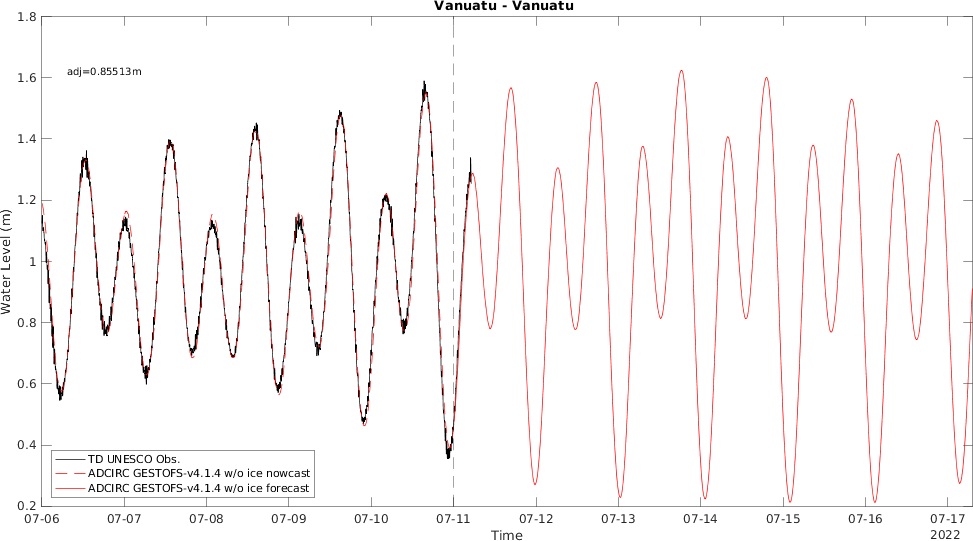 Vanuatu - Vanuatu
1.8
1.6
1.4
1.2
1
0.8
0.6
0.4
0.2
Water Level (m)
adj=0.85513m
TD UNESCO Obs.
ADCIRC GESTOFS-v4.1.4 w/o ice nowcast
ADCIRC GESTOFS-v4.1.4 w/o ice forecast
07-06 07-07 07-08 07-09 07-10 07-11 07-12 07-13 07-14 07-15 07-16 07-17
2022
Time